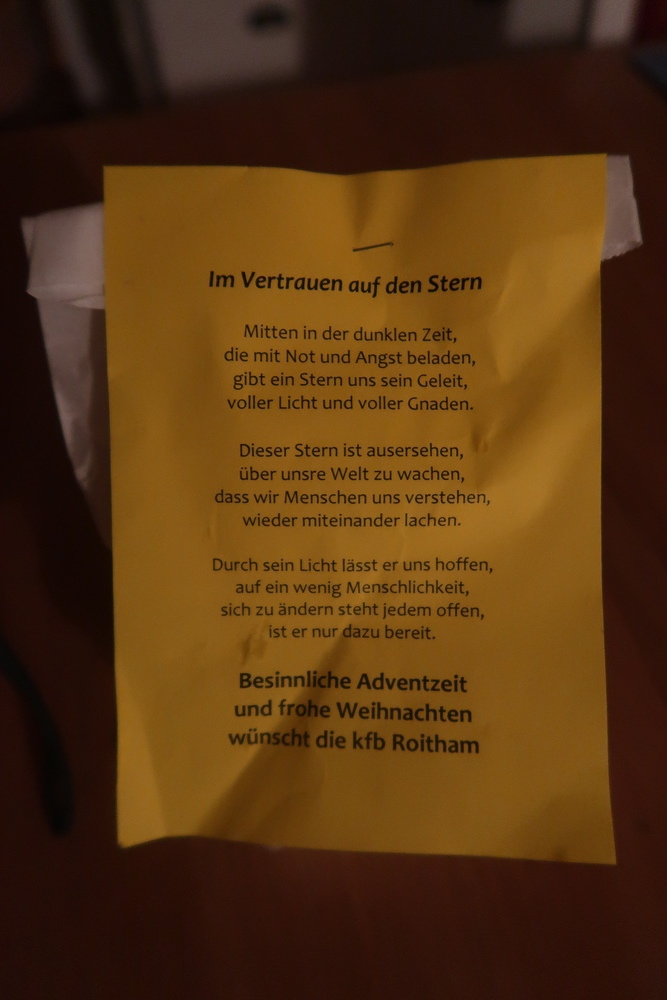 Im Vertrauen auf den Stern
Mitten in der dunklen Zeit,
die mit Not und Angst beladen,
gibt ein Stern uns sein Geleit,
voller Licht und voller Gnaden.
Dieser Stern ist ausersehen,
über unsre Welt zu wachen,
dass wir Menschen uns verstehen,
wieder miteinander lachen.
Durch sein Licht lässt er uns hoffen,
auf ein wenig Menschlichkeit,
sich zu ändern steht jedem offen,
ist er nur dazu bereit.
Besinnliche Adventzeit
und frohe Weihnachten
wünscht die kfb Roitham